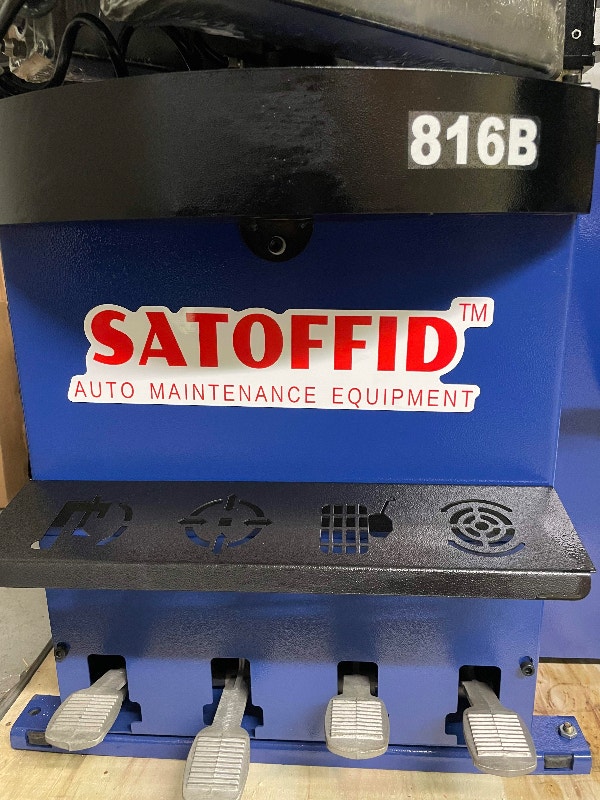 816B
SATOFFID™
AUTO MAINTENANCE EQUIPMENT